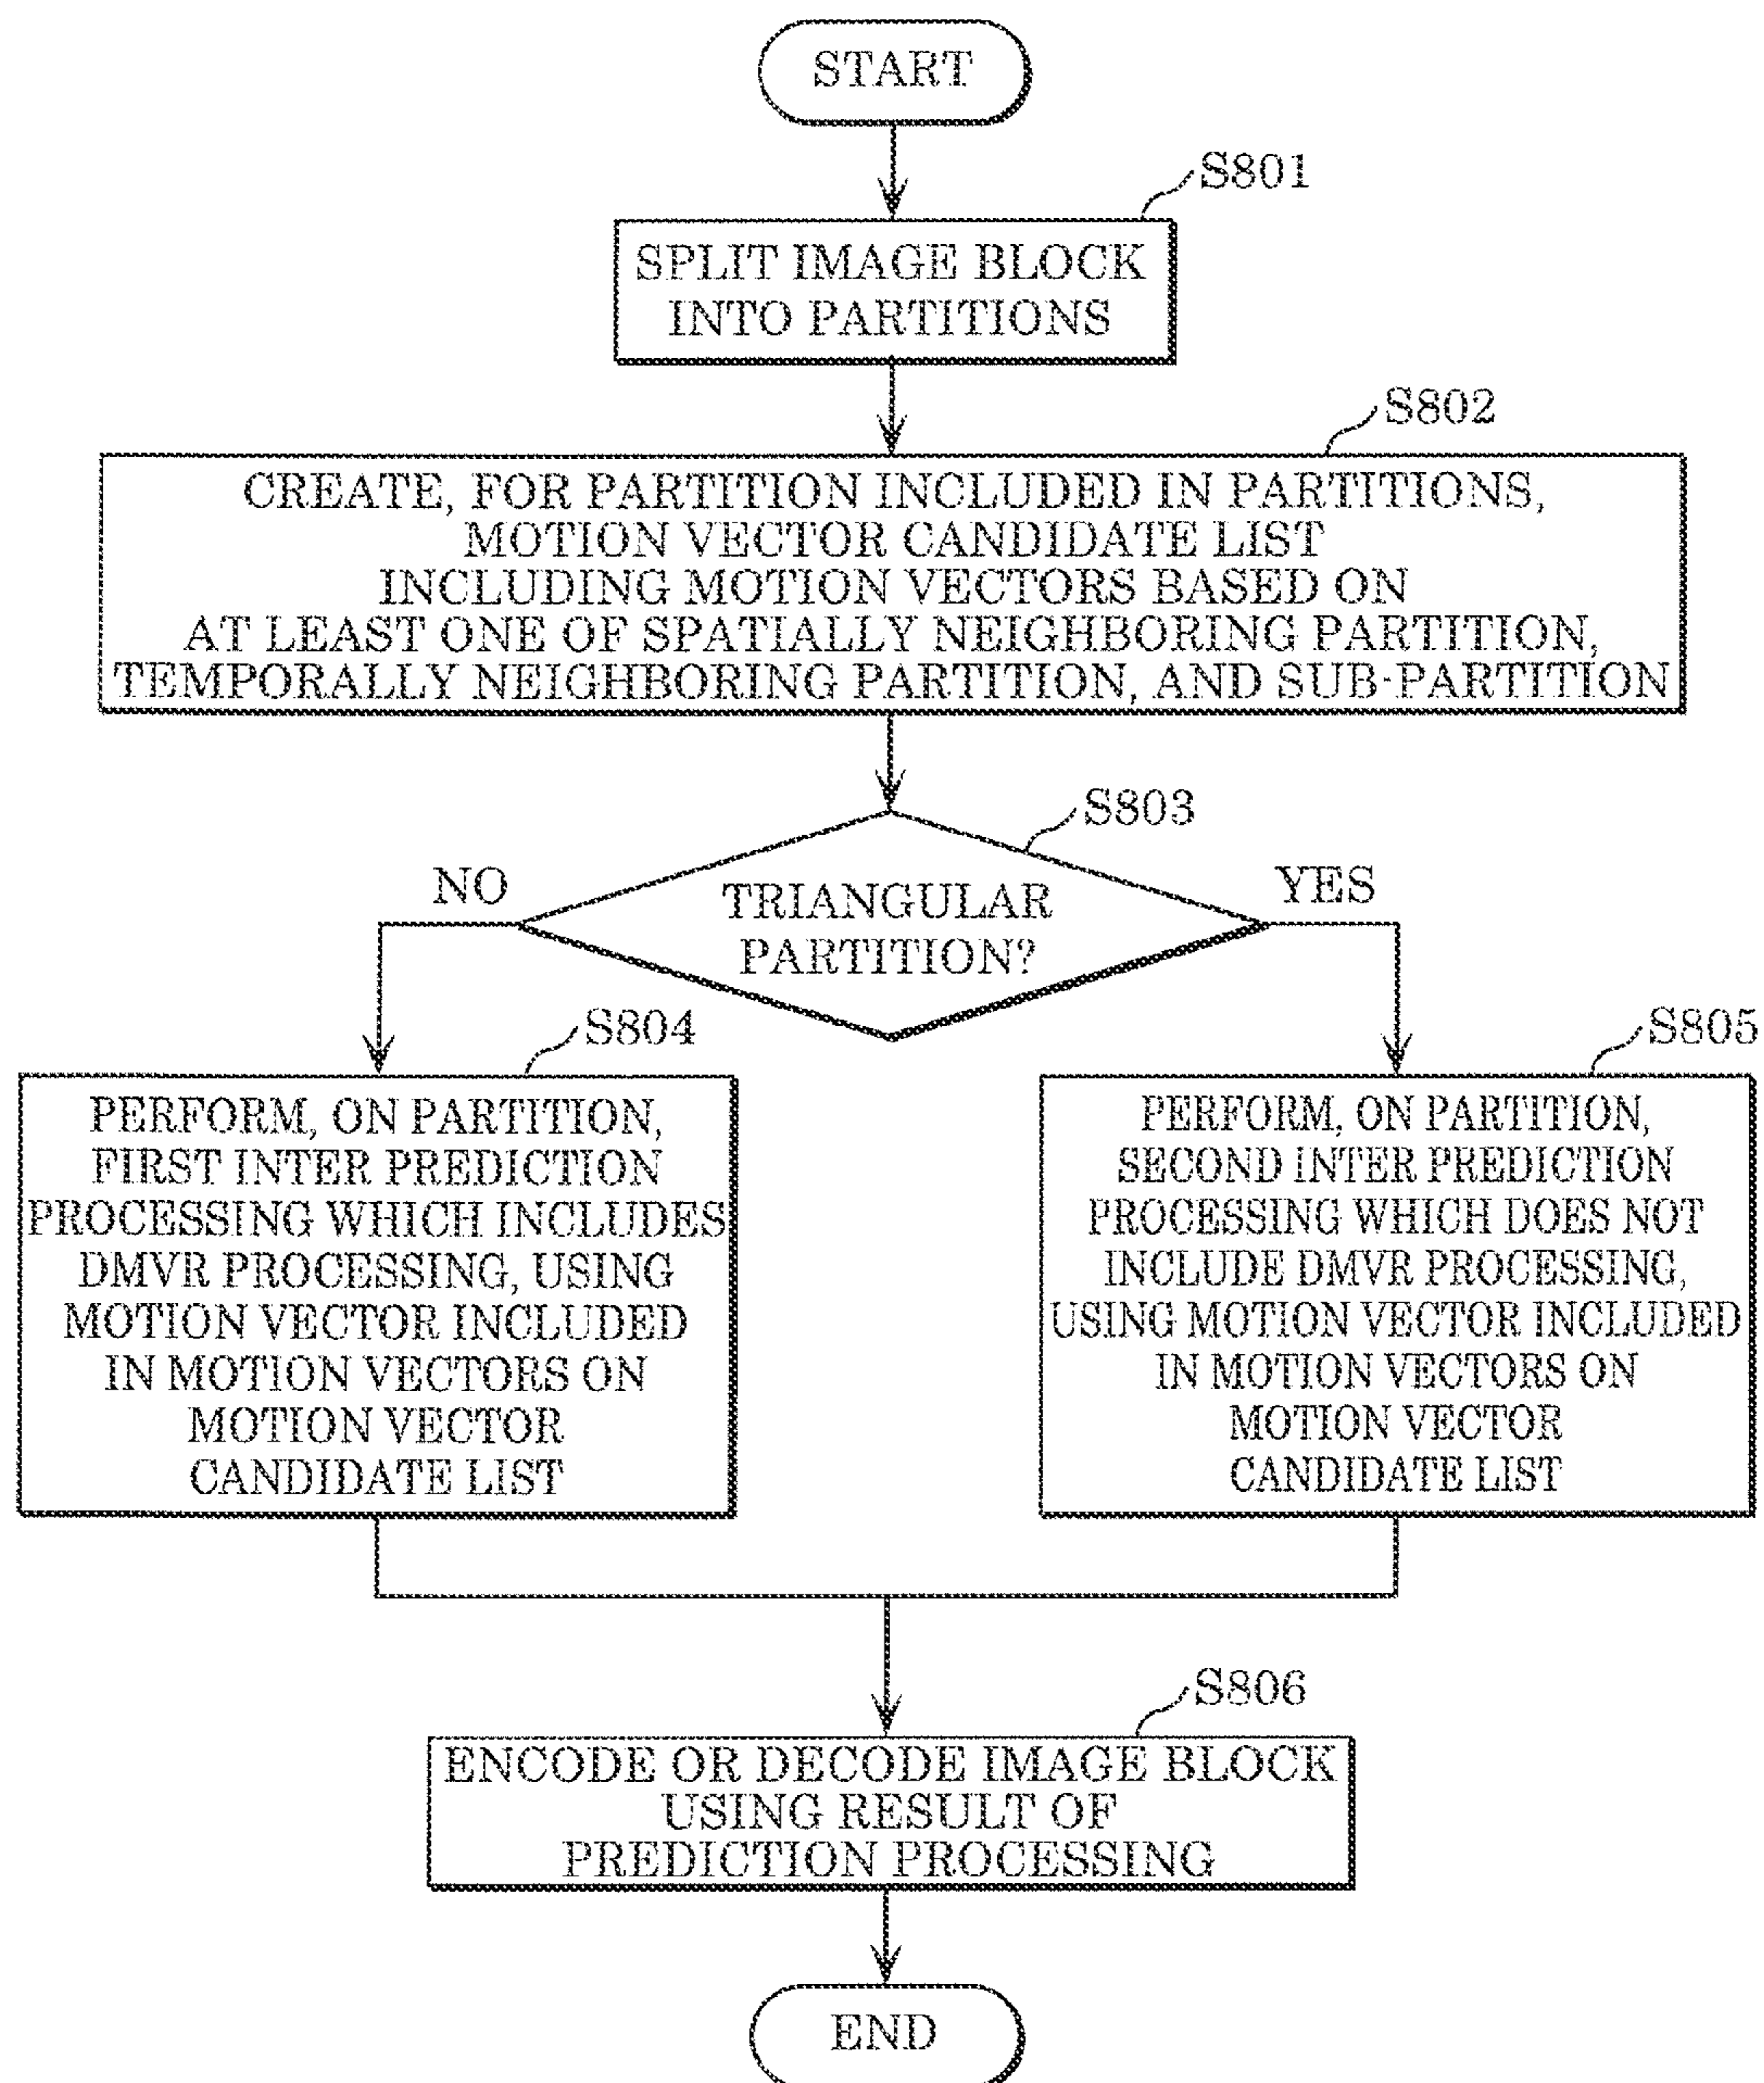 START
S801
SPLIT IMAGE BLOCK
INTO PARTITIONS
S802
CREATE, FOR PARTITION INCLUDED IN PARTITIONS,
MOTION VECTOR CANDIDATE LIST
INCLUDING MOTION VECTORS BASED ON
AT LEAST ONE OF SPATIALLY NEIGHBORING PARTITION,
TEMPORALLY NEIGHBORING PARTITION, AND SUB-PARTITION
S803
NO
YES
TRIANGULAR
PARTITION?
S804
PERFORM, ON PARTITION,
FIRST INTER PREDICTION
PROCESSING WHICH INCLUDES
DMVR PROCESSING, USING
MOTION VECTOR INCLUDED
IN MOTION VECTORS ON
MOTION VECTOR
CANDIDATE LIST
S805
PERFORM, ON PARTITION,
SECOND INTER PREDICTION
PROCESSING WHICH DOES NOT
INCLUDE DMVR PROCESSING,
USING MOTION VECTOR INCLUDED
IN MOTION VECTORS ON
MOTION VECTOR
CANDIDATE LIST
S806
ENCODE OR DECODE IMAGE BLOCK
USING RESULT OF
PREDICTION PROCESSING
END